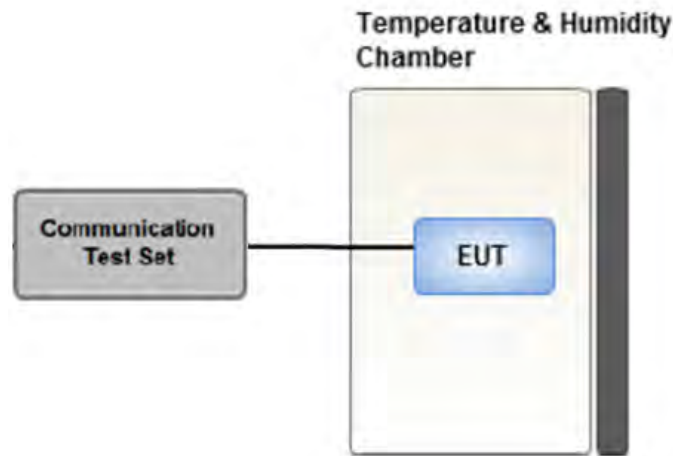 Temperature & Humidity
Chamber
Communication
Test Set
EUT